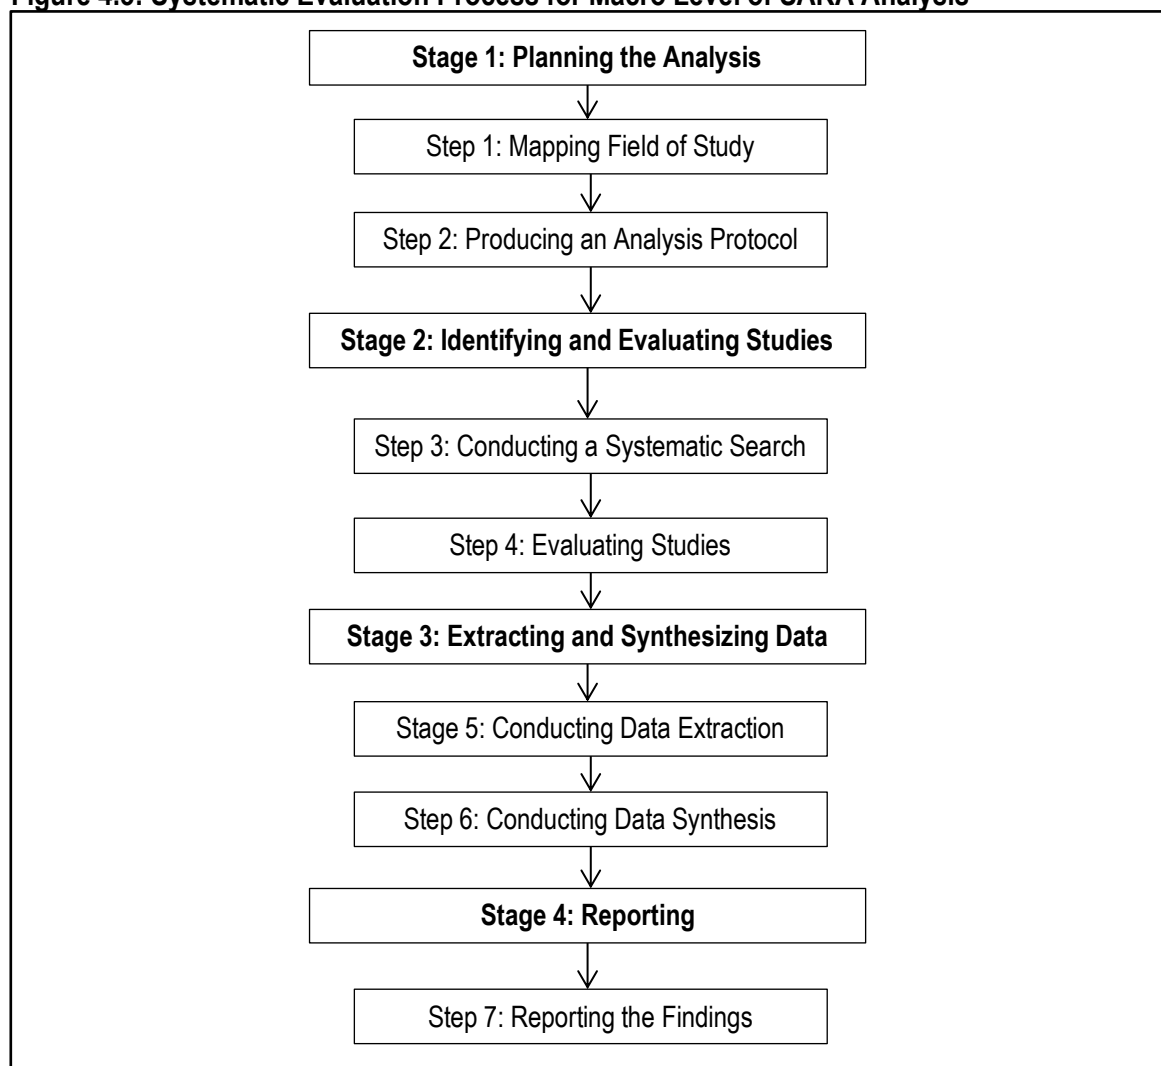 Figure 4.3: Systematic Evaluation Process for Macro Level of SARA Analysis
Stage 1: Planning the Analysis
Step 1: Mapping Field of Study
Step 2: Producing an Analysis Protocol
Stage 2: Identifying and Evaluating Studies
Step 3: Conducting a Systematic Search
Step 4: Evaluating Studies
Stage 3: Extracting and Synthesizing Data
Stage 5: Conducting Data Extraction
Step 6: Conducting Data Synthesis
Stage 4: Reporting
Step 7: Reporting the Findings